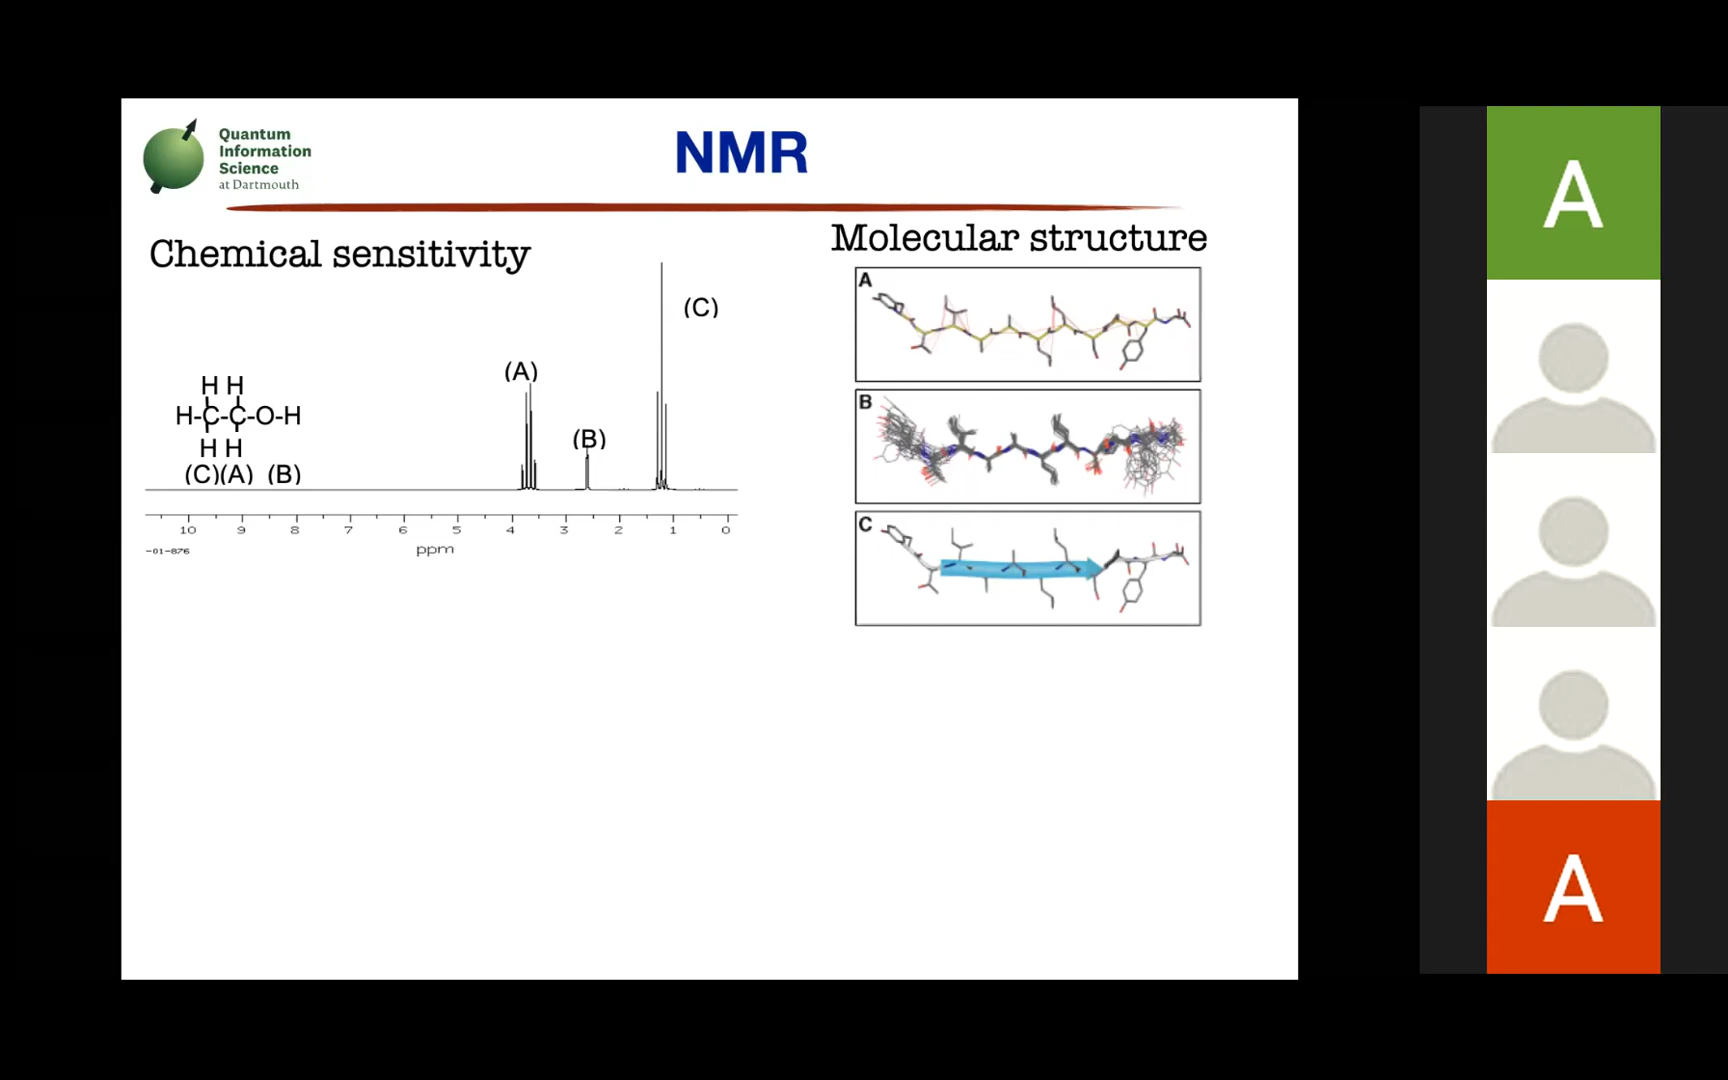 Quantum
Information
Science
at Dartmouth
NMR
Chemical sensitivity
(C)
(A)
(B)
H H
H-C-C-O-H
H H
(C)(A) (B)
10 9 8 7 6 5 4 3 2 1 0
ppm
-01-876
Molecular structure
A
B
C
A
A